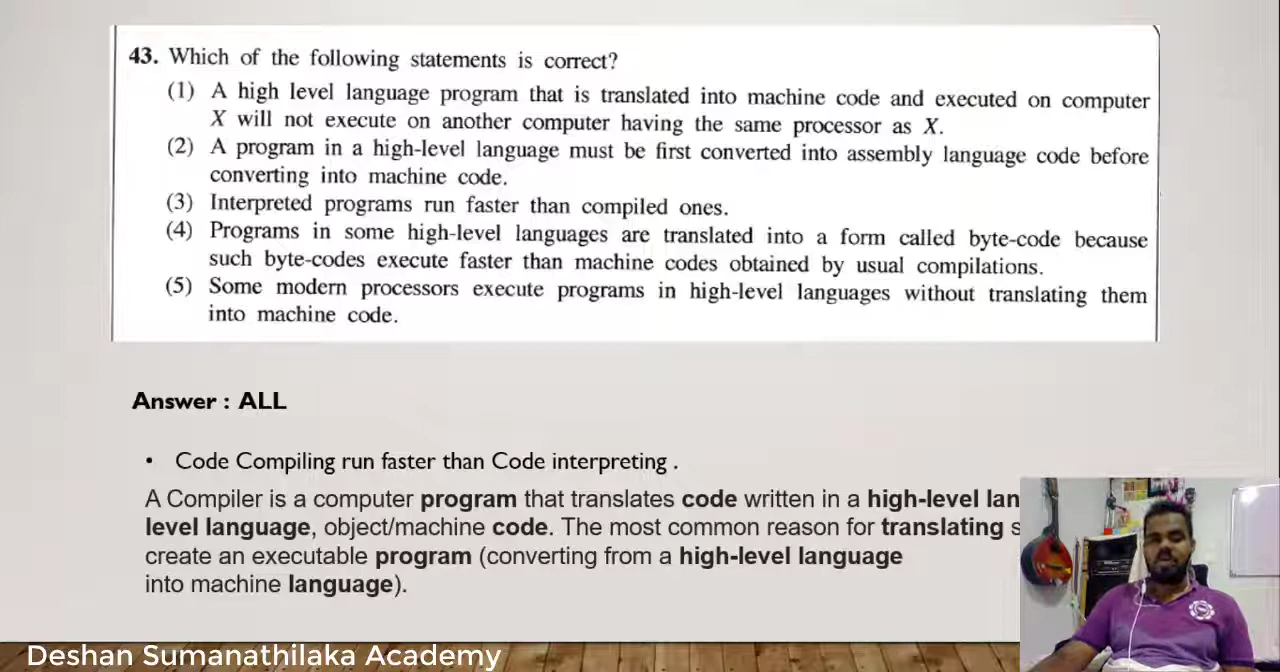 43. Which of the following statements is correct?
(1) A high level language program that is translated into machine code and executed on computer
X will not execute on another computer having the same processor as X.
(2) A program in a high-level language must be first converted into assembly language code before
converting into machine code.
(3) Interpreted programs run faster than compiled ones.
(4) Programs in some high-level languages are translated into a form called byte-code because
such byte-codes execute faster than machine codes obtained by usual compilations.
(5) Some modern processors execute programs in high-level languages without translating them
into machine code.
Answer : ALL
• Code Compiling run faster than Code interpreting .
A Compiler is a computer program that translates code written in a high-level lan
level language, object/machine code. The most common reason for translating s
create an executable program (converting from a high-level language
into machine language).
Deshan Sumanathilaka Academy